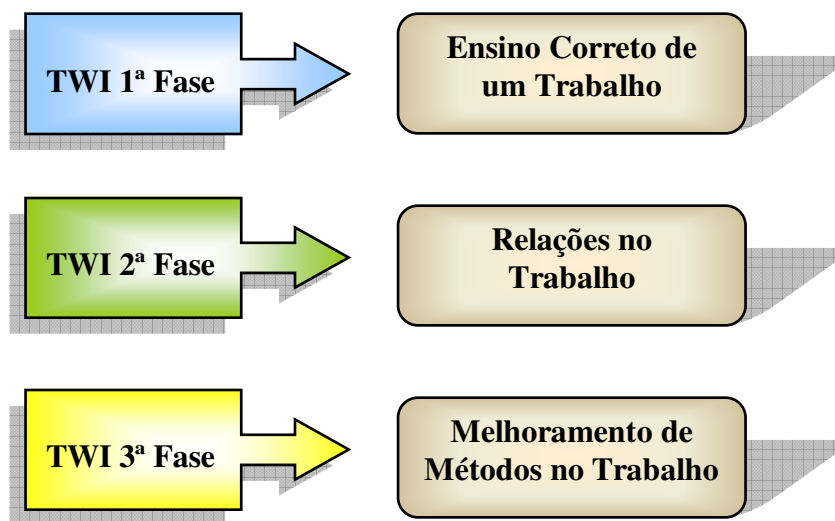 TWI 1ª Fase
Ensino Correto de
um Trabalho
TWI 2ª Fase
Relações no
Trabalho
TWI 3ª Fase
Melhoramento de
Métodos no Trabalho